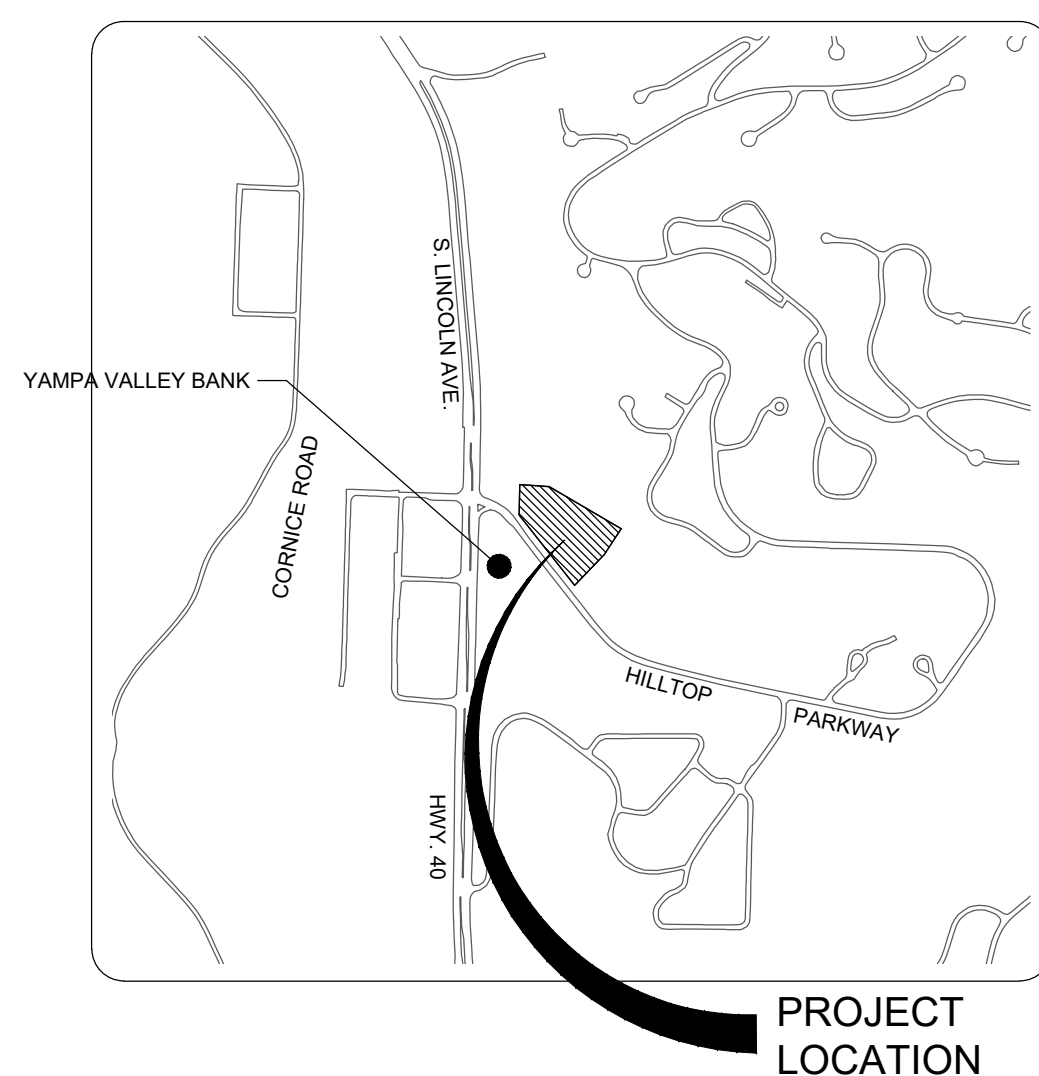 S. LINCOLN AVE.
YAMPA VALLEY BANK
CORNICE ROAD
HILLTOP
PARKWAY
HWY. 40
PROJECT
LOCATION